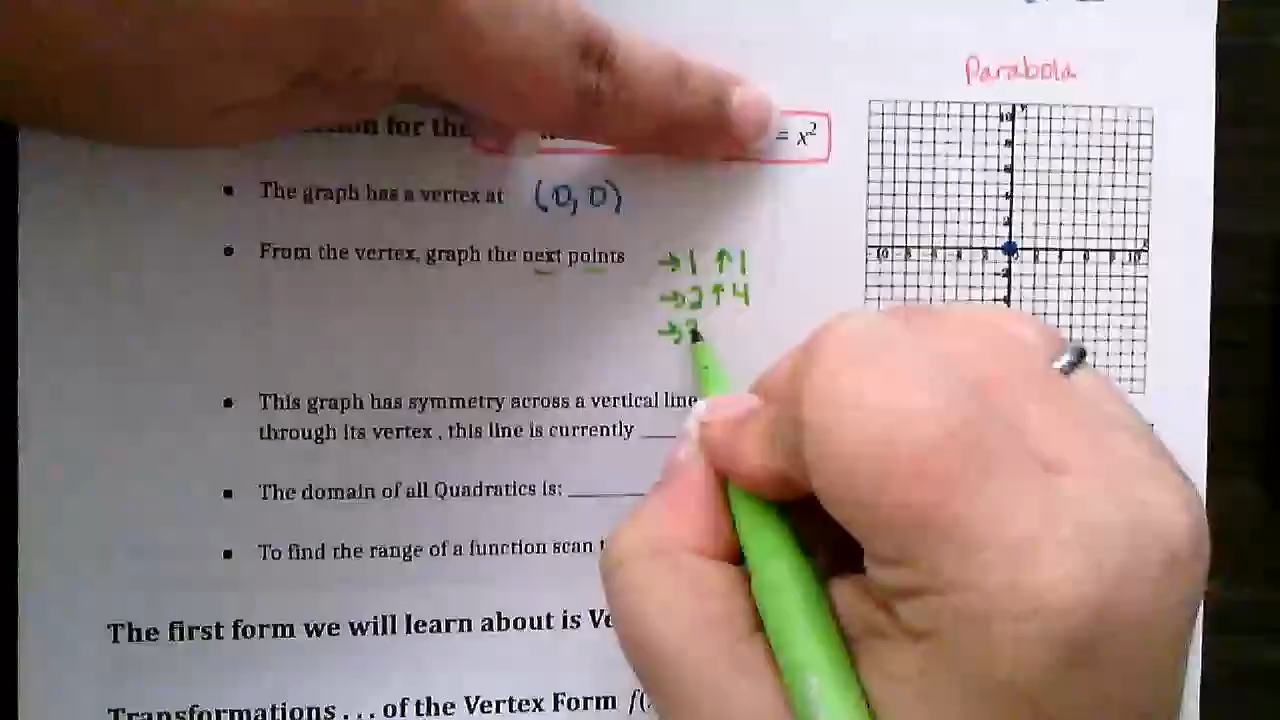 Parabola
for the = x²
The graph has a vertex at (0, 0)
From the vertex, graph the next points →1 ↑1
→2 ↑4
→3
This graph has symmetry across a vertical line
through its vertex , this line is currently ___
The domain of all Quadratics is: ______
To find the range of a function scan
The first form we will learn about is
Transformations . . . of the Vertex Form f(